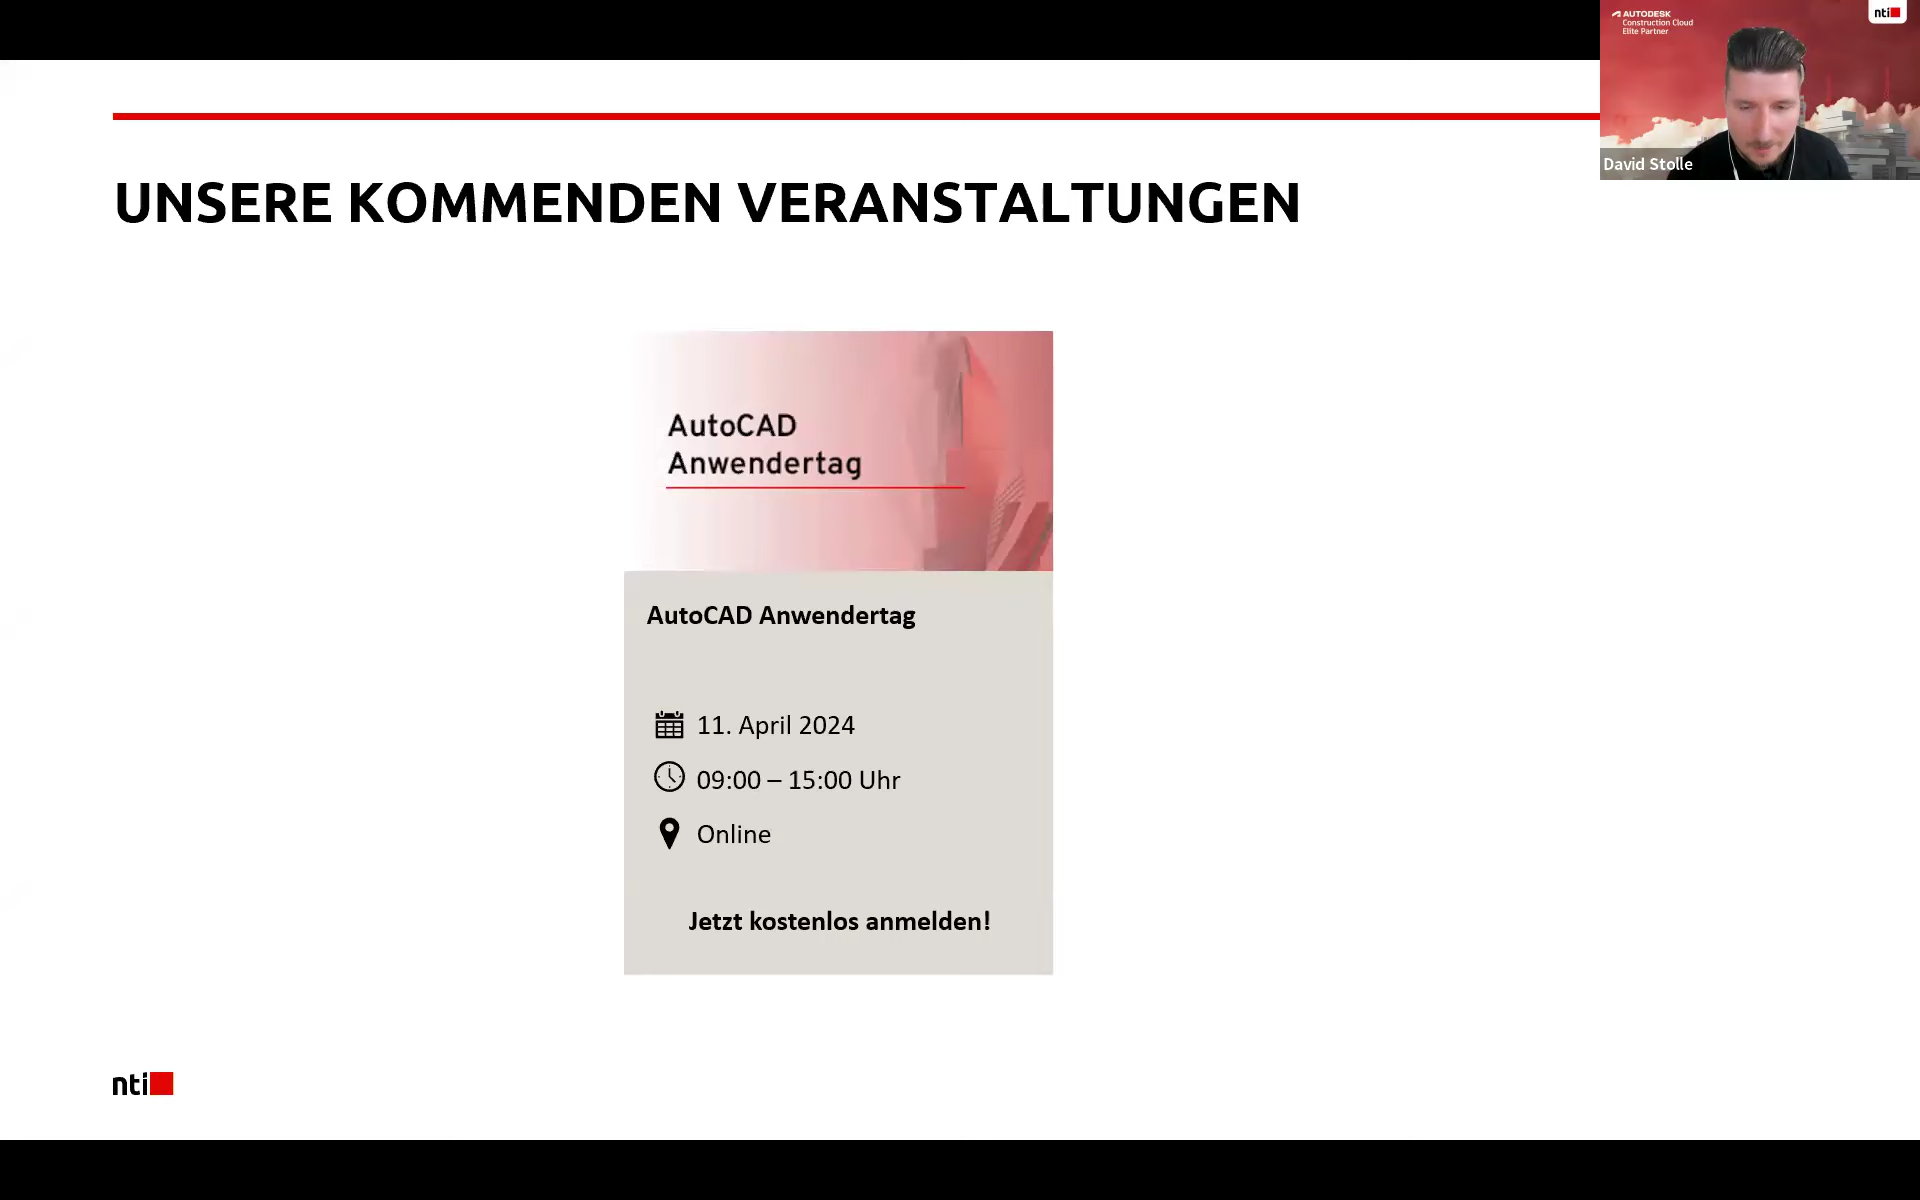 AUTODESK
Construction Cloud
Elite Partner
nti
David Stolle
UNSERE KOMMENDEN VERANSTALTUNGEN
AutoCAD
Anwendertag
AutoCAD Anwendertag
11. April 2024
09:00 – 15:00 Uhr
Online
Jetzt kostenlos anmelden!
nti